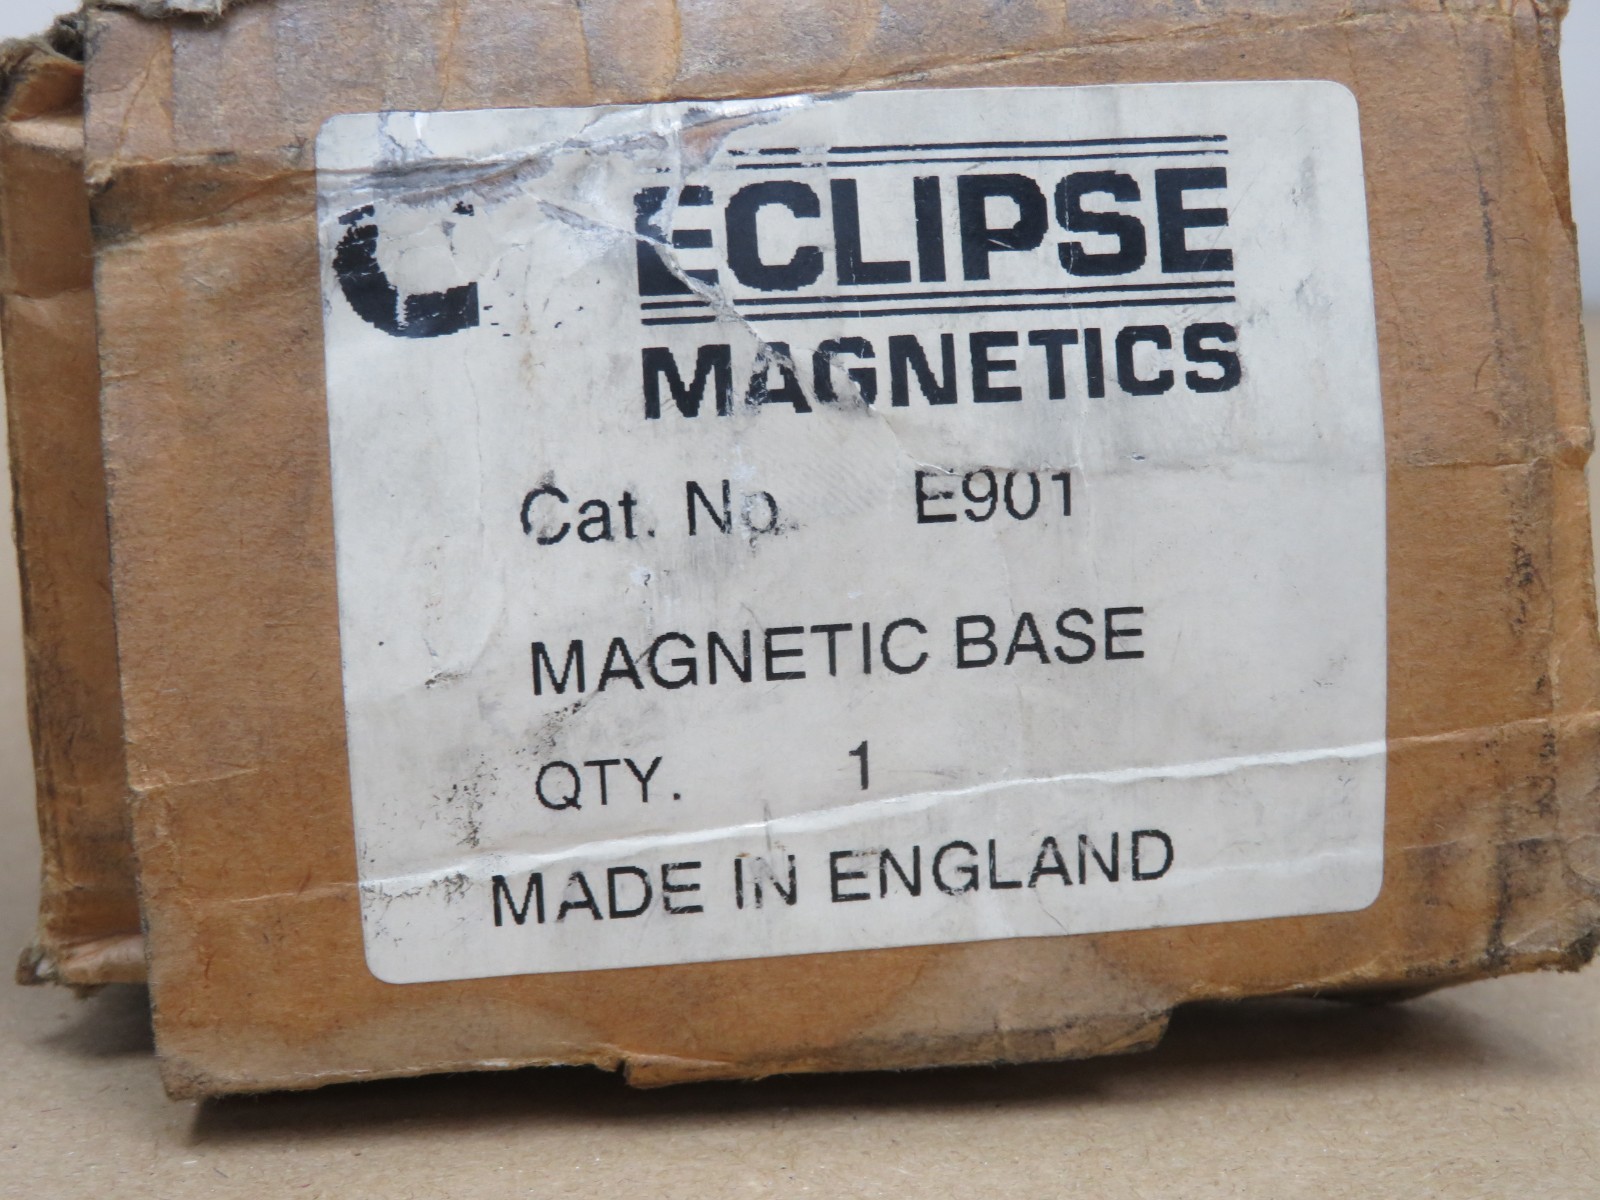 ECLIPSE
MAGNETICS
Cat. No. E901
MAGNETIC BASE
QTY. 1
MADE IN ENGLAND